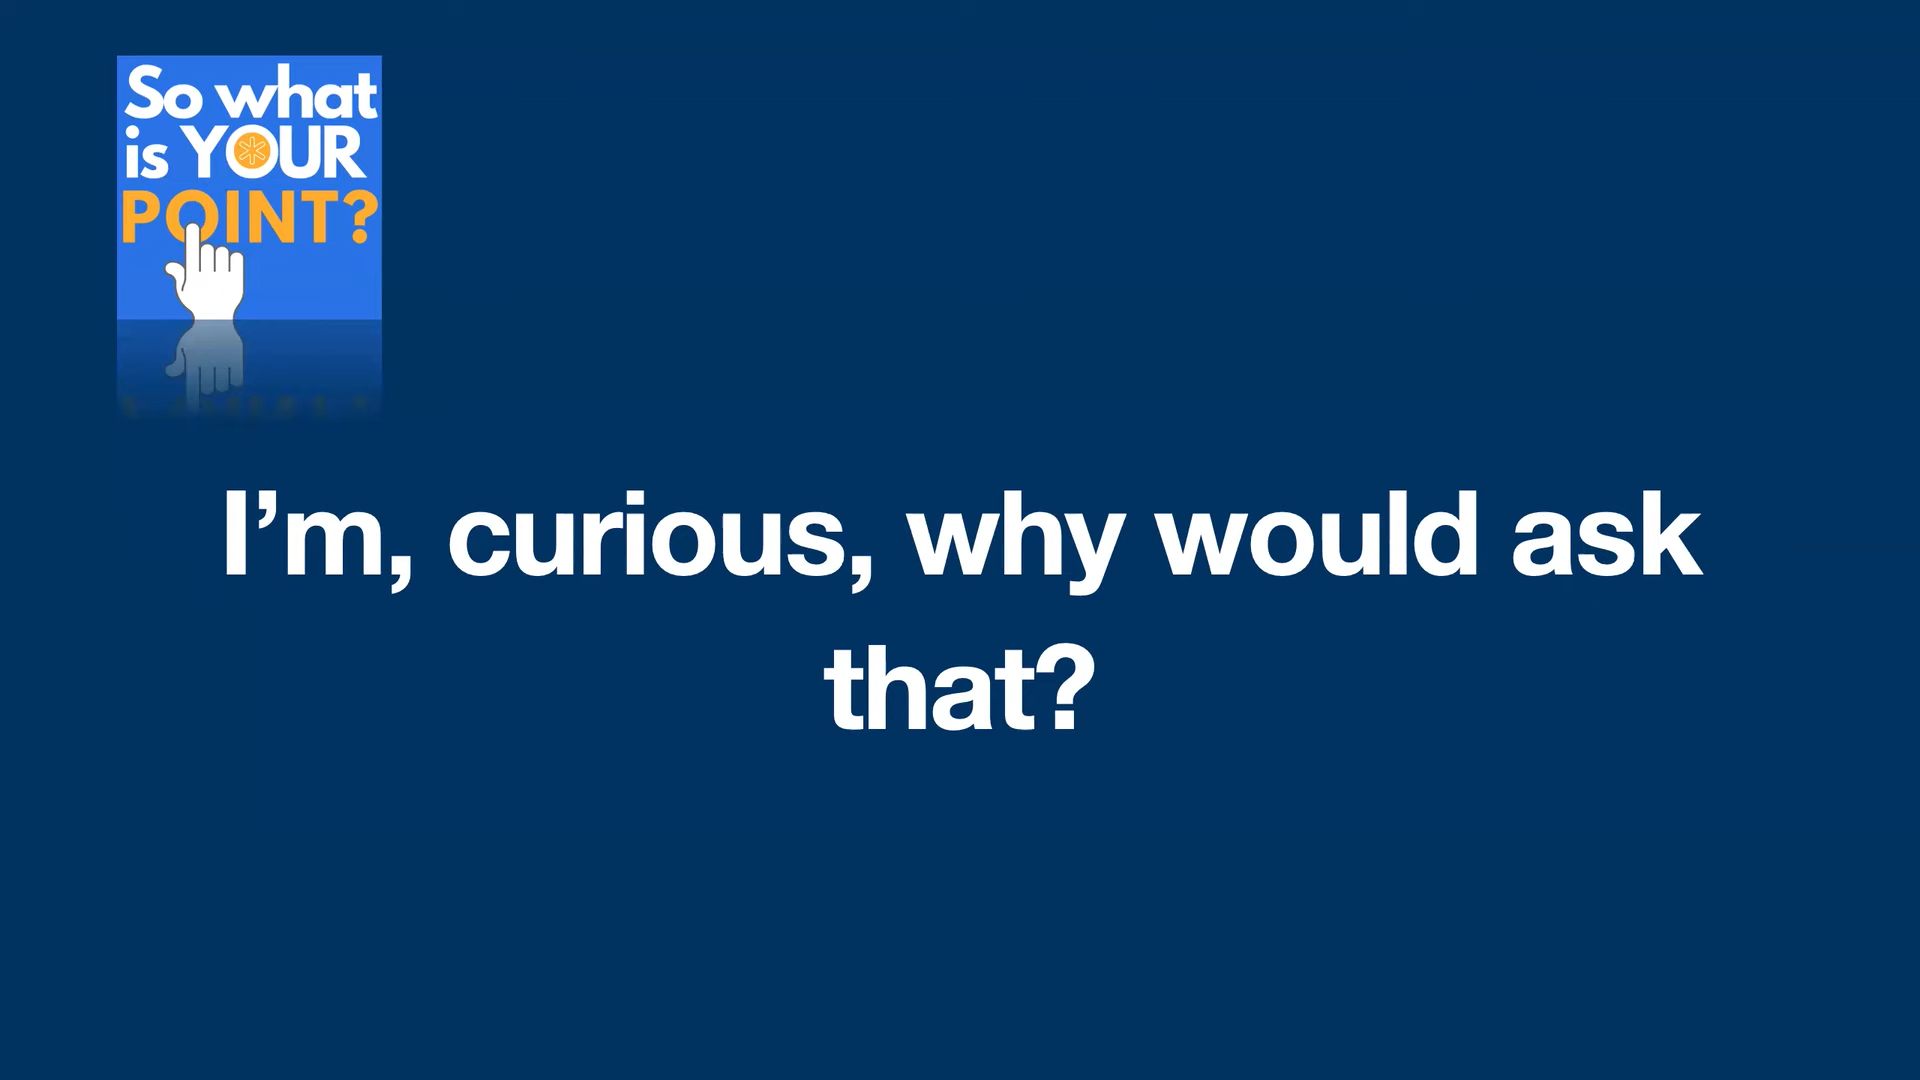 So what
is YOUR
POINT?
I’m, curious, why would ask
that?